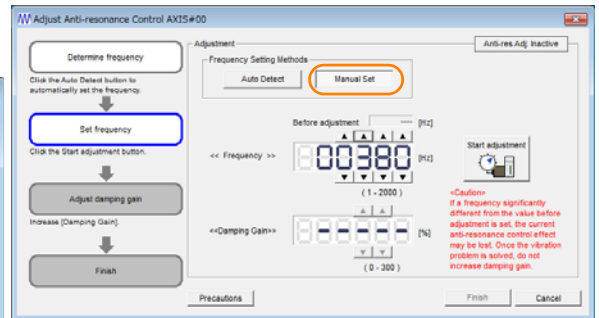 Adjust Anti-resonance Control AXIS#00
Determine frequency
Click the Auto Detect button to
automatically set the frequency.
Set frequency
Click the Start adjustment button.
Adjust damping gain
Increase [Damping Gain].
Finish
Adjustment
Anti-res Adj: Inactive
Frequency Setting Methods
Auto Detect
Manual Set
Before adjustment ---- [Hz]
<< Frequency >> 00380 [Hz]
(1 - 2000 )
<<Damping Gain>> ----- [%]
( 0 - 300 )
Start adjustment
<Caution>
If a frequency significantly
different from the value before
adjustment is set, the current
anti-resonance control effect
may be lost. Once the vibration
problem is solved, do not
increase damping gain.
Precautions
Finish
Cancel